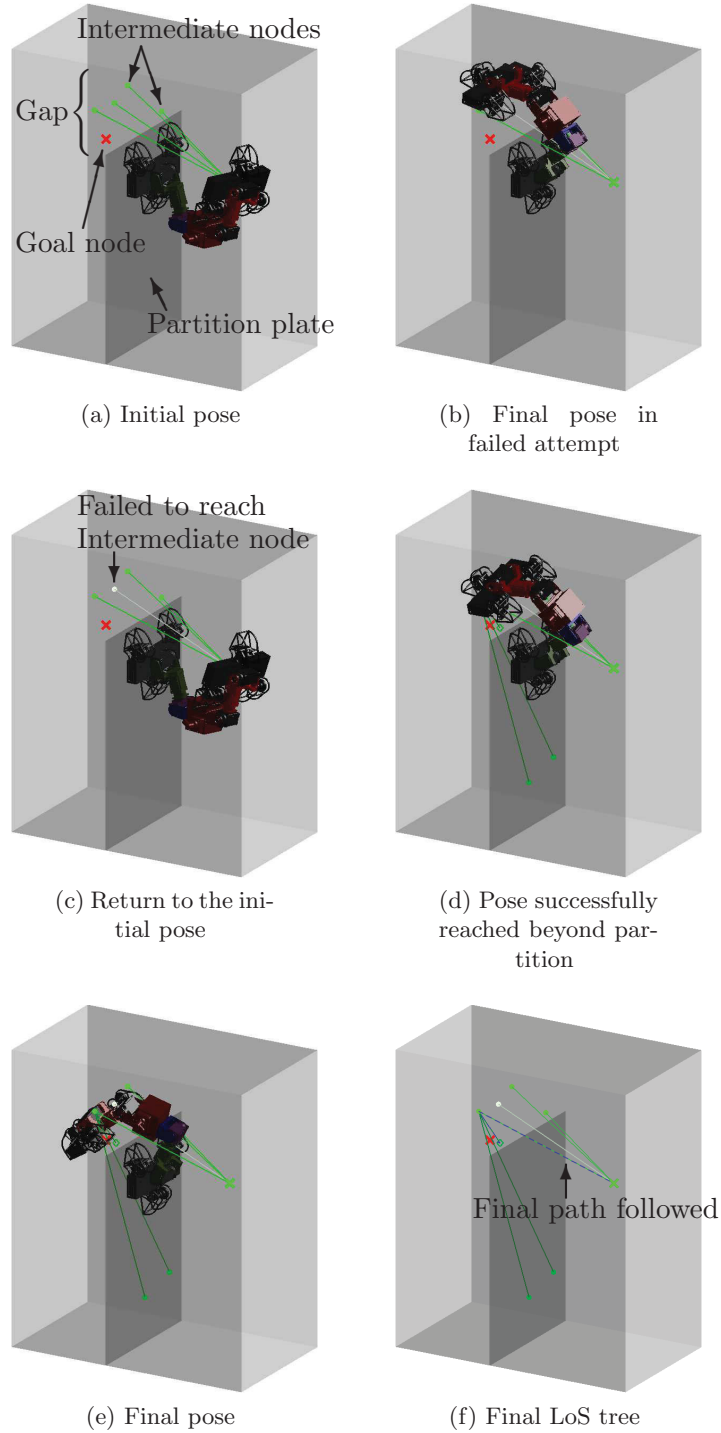 Intermediate nodes
Gap
Goal node
Partition plate
(a) Initial pose
(b) Final pose in
failed attempt
Failed to reach
Intermediate node
(c) Return to the ini-
tial pose
(d) Pose successfully
reached beyond par-
tition
(e) Final pose
Final path followed
(f) Final LoS tree